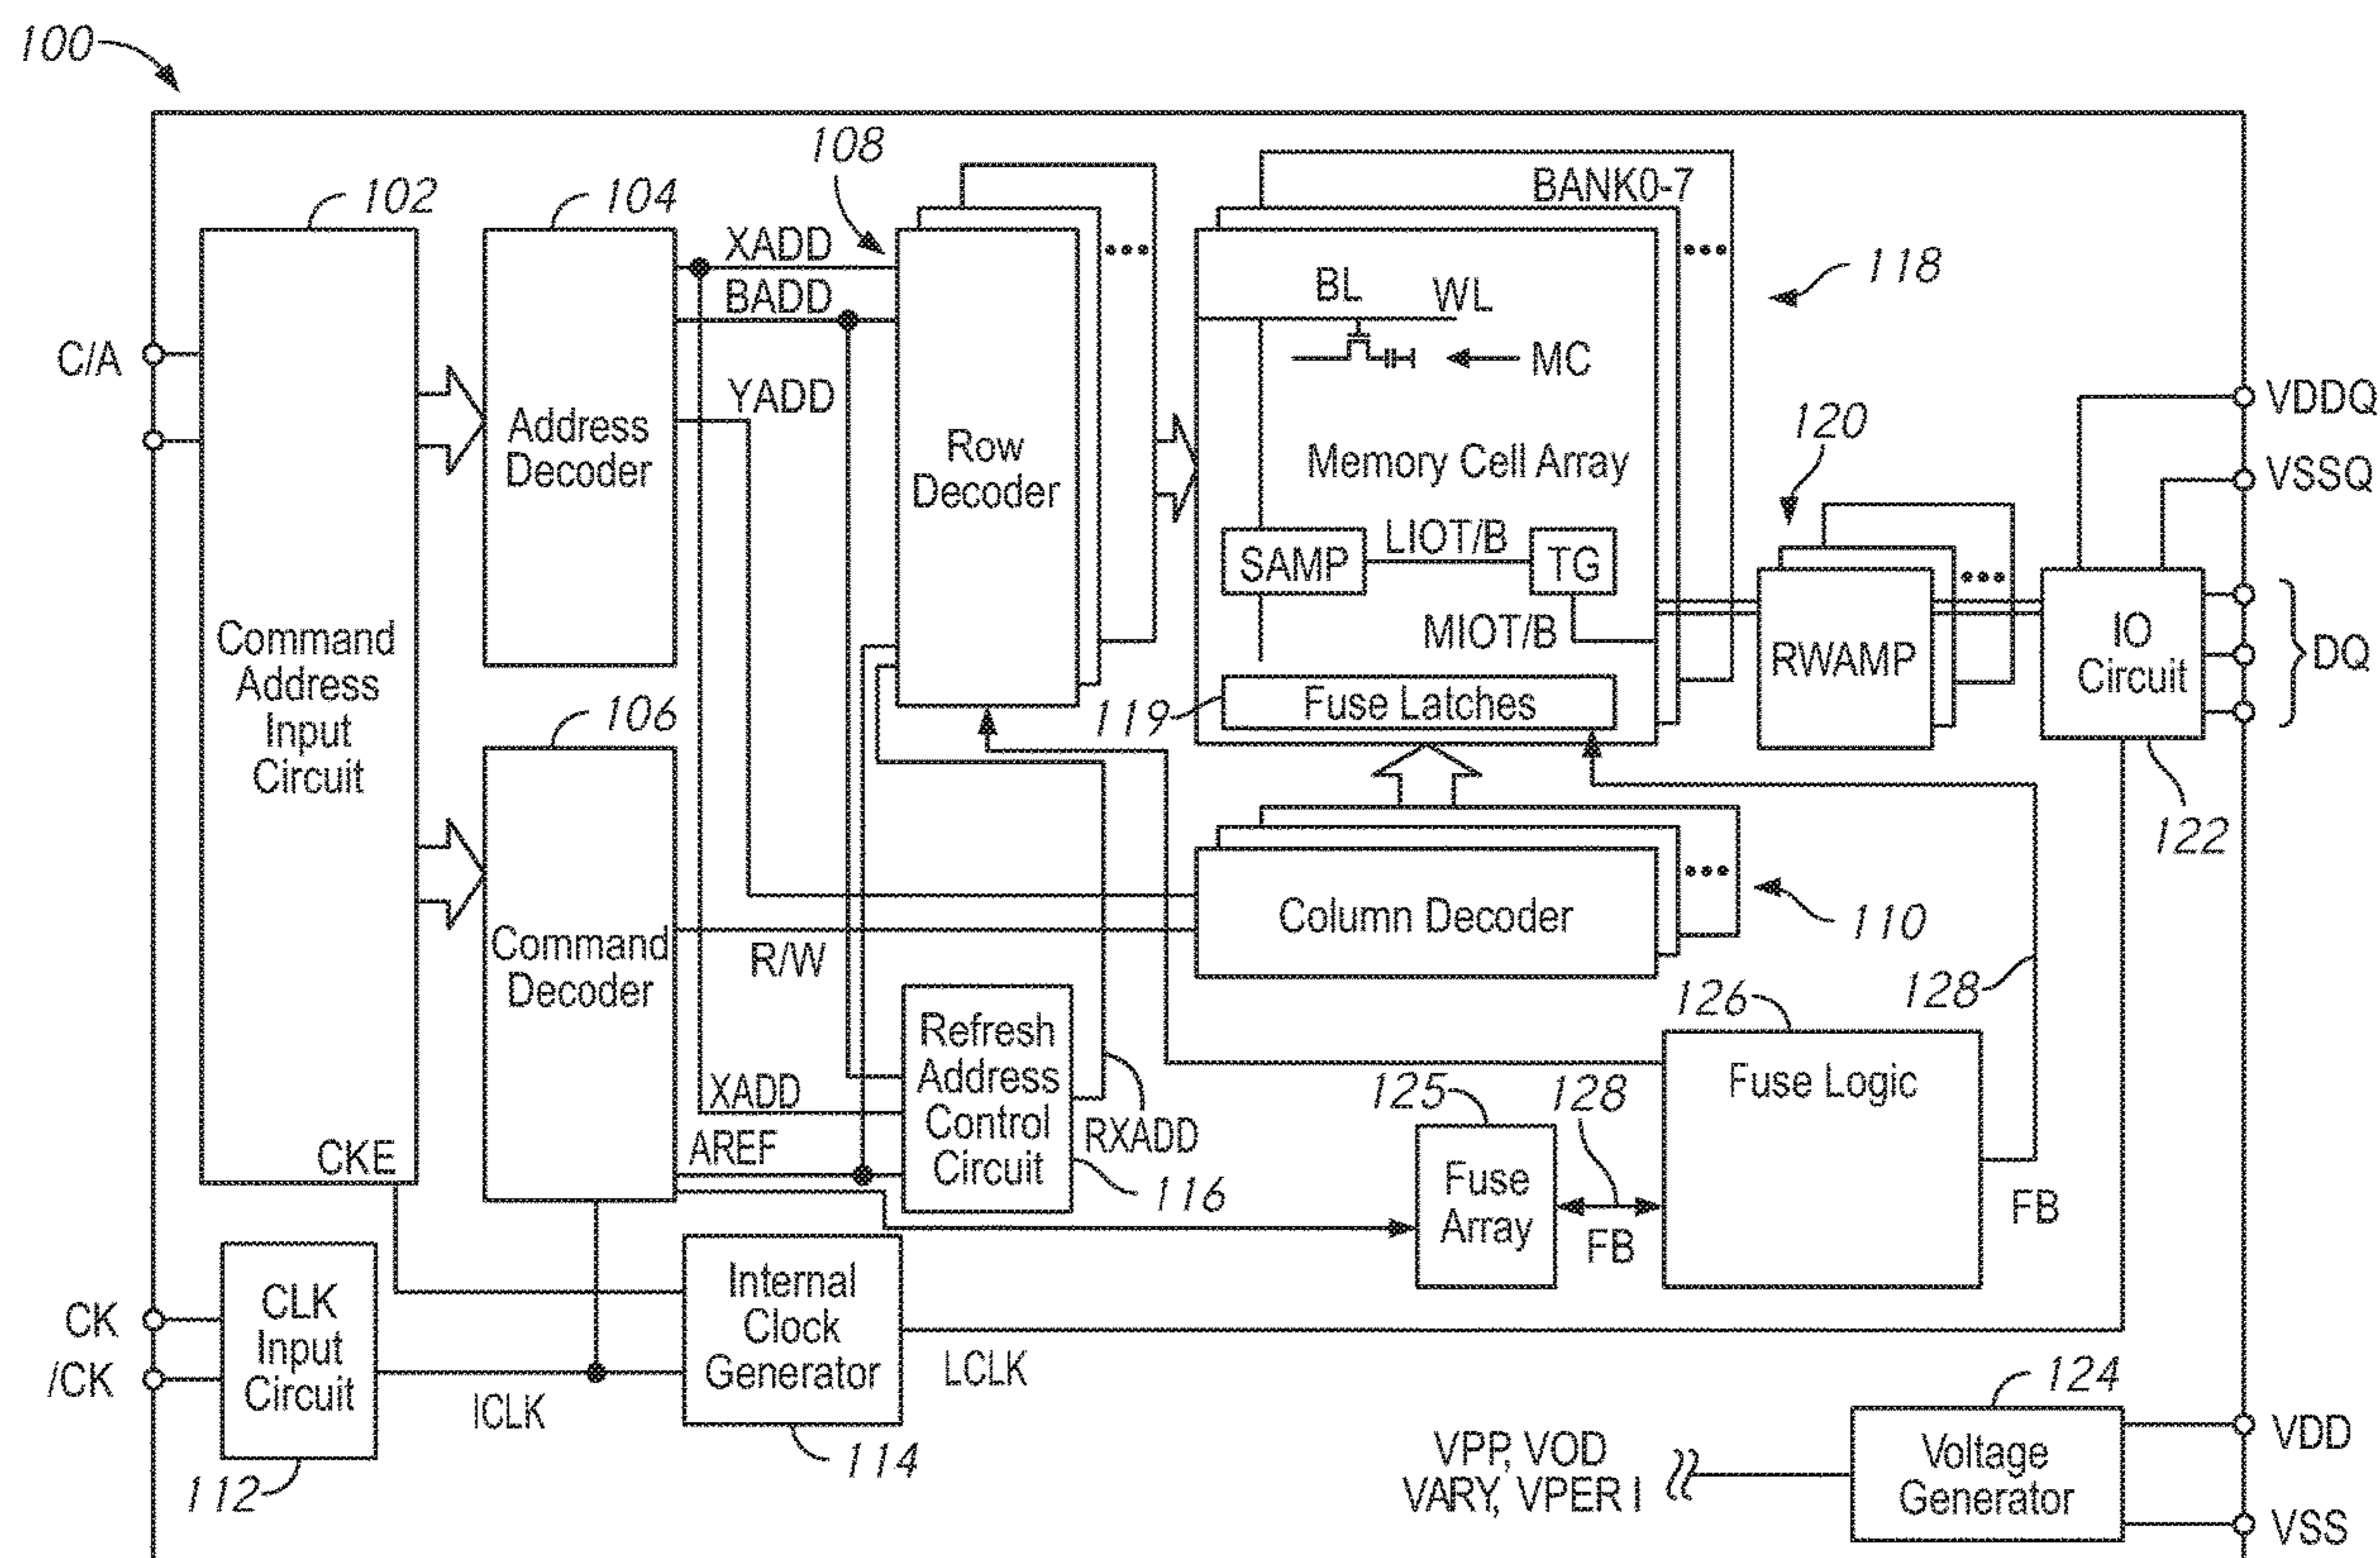 100
108
102
104
BANK0-7
XADD
BADD
118
BL
WL
C/A
MC
YADD
VDDQ
120
Address
Decoder
Row
Decoder
Memory Cell Array
VSSQ
LIOT/B
SAMP
TG
Command
Address
Input
Circuit
MIOT/B
RWAMP
IO
Circuit
DQ
106
119
Fuse Latches
122
Column Decoder
110
Command
Decoder
R/W
128
126
Refresh
Address
Control
Circuit
XADD
125
128
Fuse Logic
AREF
RXADD
CKE
116
Fuse
Array
FB
FB
CK
/CK
CLK
Input
Circuit
Internal
Clock
Generator
LCLK
ICLK
124
112
114
VPP, VOD
VARY, VPER I
Voltage
Generator
VDD
VSS